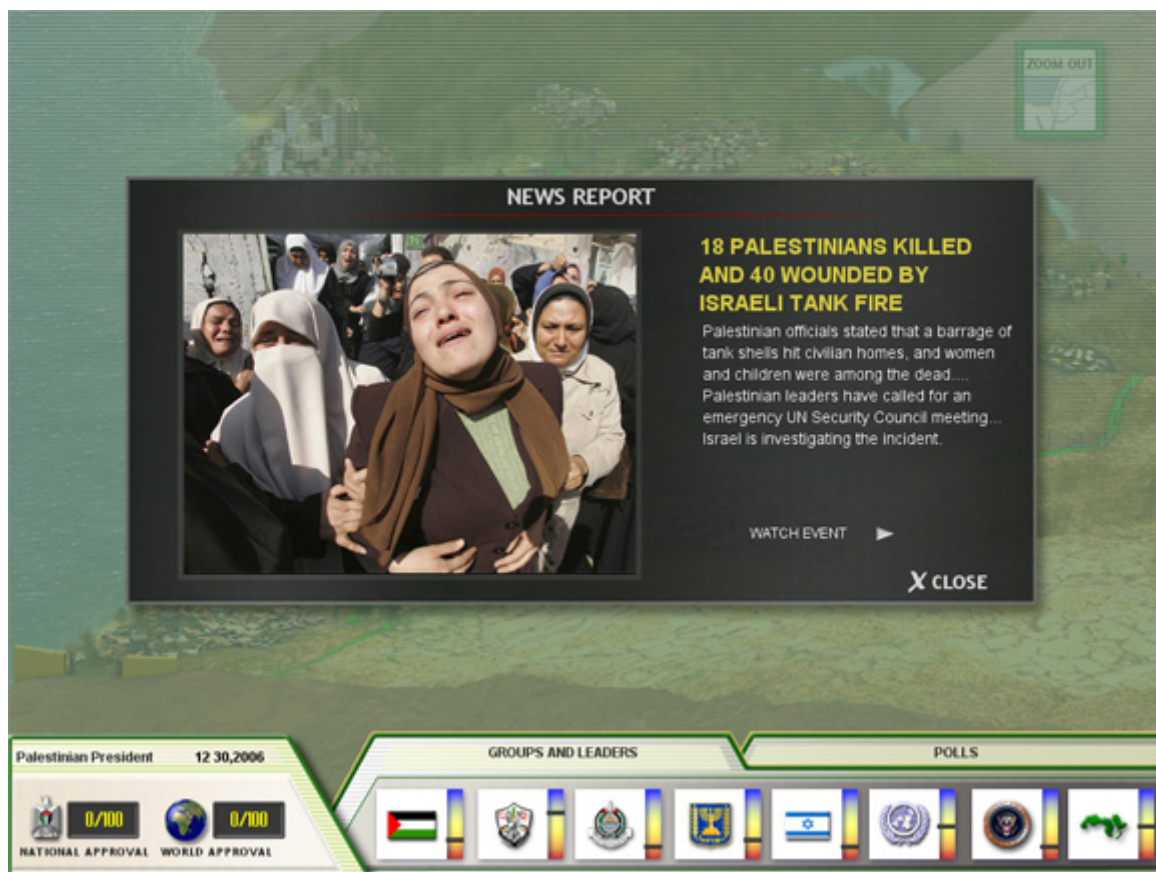 ZOOM OUT
NEWS REPORT
18 PALESTINIANS KILLED
AND 40 WOUNDED BY
ISRAELI TANK FIRE
Palestinian officials stated that a barrage of
tank shells hit civilian homes, and women
and children were among the dead....
Palestinian leaders have called for an
emergency UN Security Council meeting...
Israel is investigating the incident.
WATCH EVENT
X CLOSE
Palestinian President 12 30,2006
GROUPS AND LEADERS
POLLS
0/100
0/100
NATIONAL APPROVAL WORLD APPROVAL